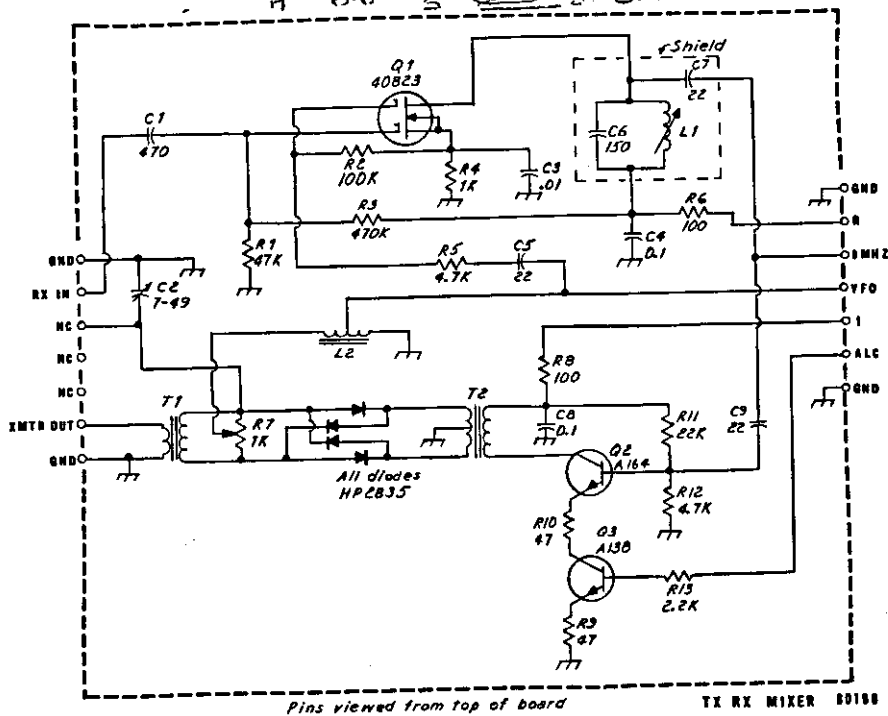 Shield
Q1
40823
C7
22
C1
470
C6
150
L1
R2
100K
R4
1K
C3
.01
GND
R3
470K
R6
100
R
R1
47K
C4
0.1
GND
C2
7-49
R5
4.7K
C5
22
8MHZ
RX IN
VFO
NC
L2
1
NC
R8
100
ALC
NC
T1
T2
GND
XMTR OUT
R7
1K
C8
0.1
R11
22K
C9
22
GND
All diodes
HP2835
Q2
A164
R12
4.7K
R10
47
Q3
A138
R13
2.2K
R9
47
Pins viewed from top of board
TX RX MIXER